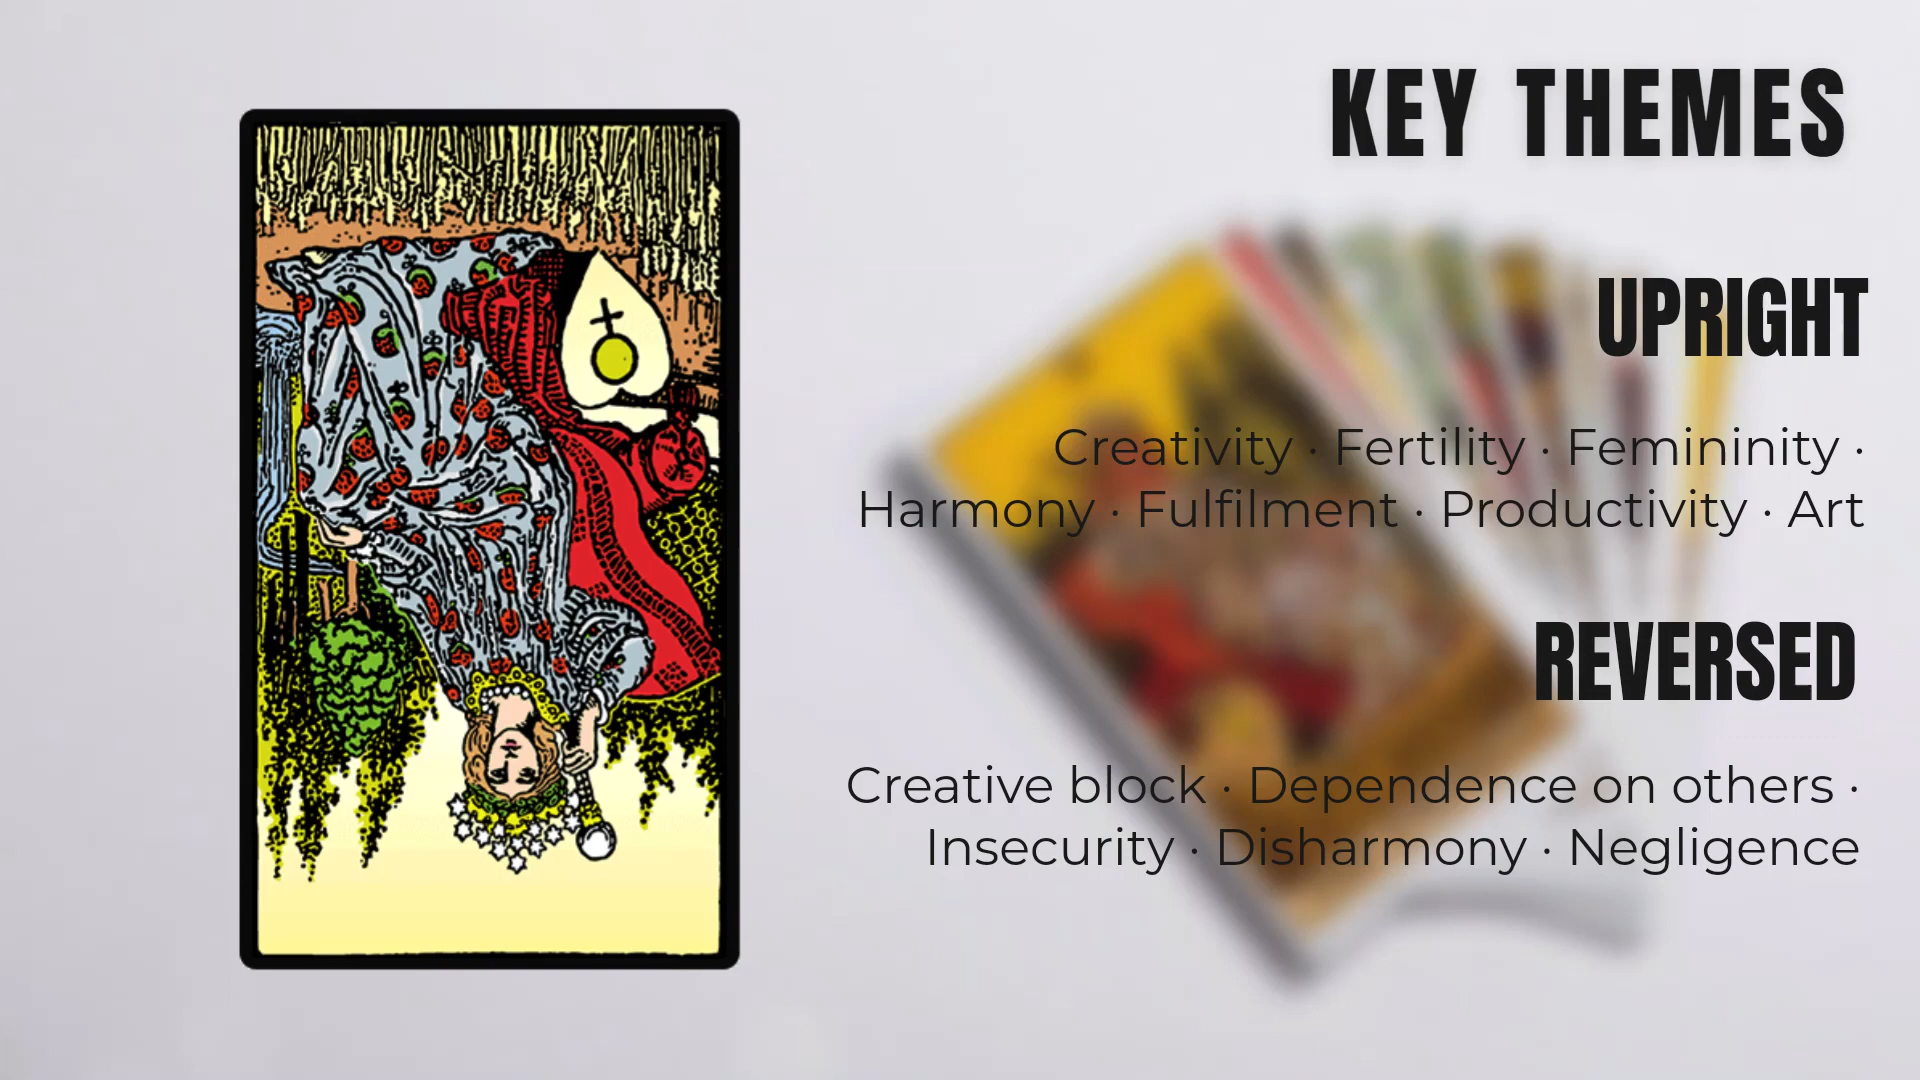 KEY THEMES
UPRIGHT
Creativity · Fertility · Femininity ·
Harmony · Fulfilment · Productivity · Art
REVERSED
Creative block · Dependence on others ·
Insecurity · Disharmony · Negligence